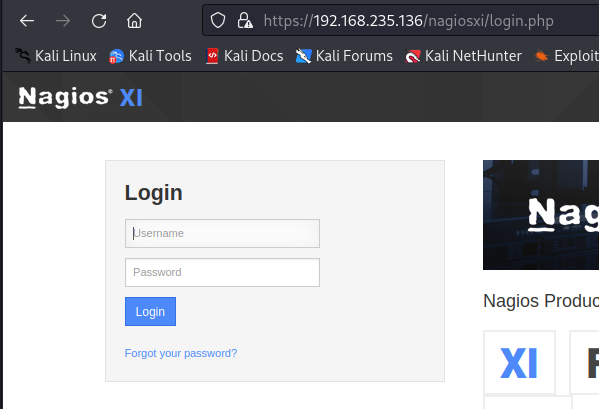 https://192.168.235.136/nagiosxi/login.php
Kali Linux Kali Tools Kali Docs Kali Forums Kali NetHunter Exploit
Nagios® XI
Login
Username
Password
Login
Forgot your password?
Nag
Nagios Produc
XI